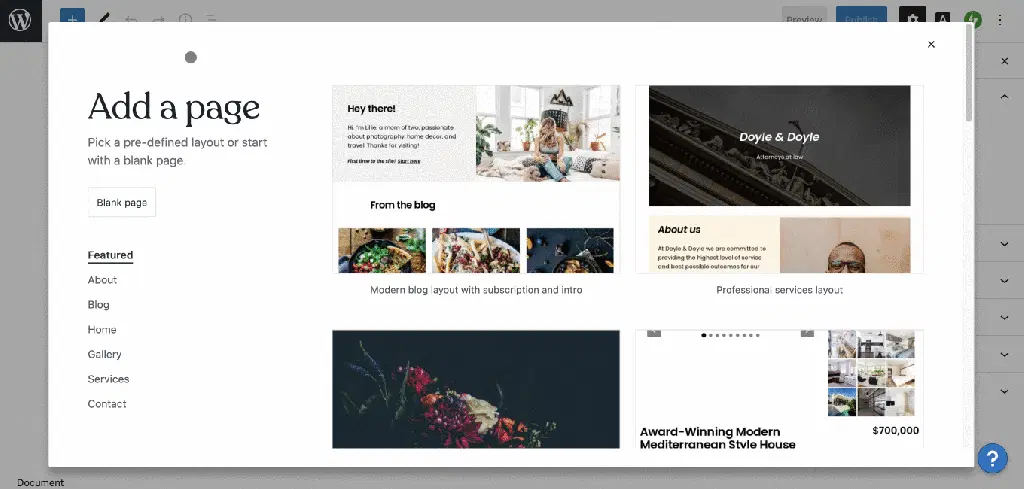 Preview
Publish
Add a page
Pick a pre-defined layout or start
with a blank page.
Blank page
Featured
About
Blog
Home
Gallery
Services
Contact
Hey there!
Hi, I'm Lillie, a mom of two, passionate
about photography, home decor, and
travel. Thanks for visiting!
First time to the site? Start here
From the blog
Modern blog layout with subscription and intro
Doyle & Doyle
Attorneys at law
About us
At Doyle & Doyle we are committed to
providing the highest level of service
and best possible outcomes for our
Professional services layout
Award-Winning Modern
Mediterranean Style House
$700,000
?
Document